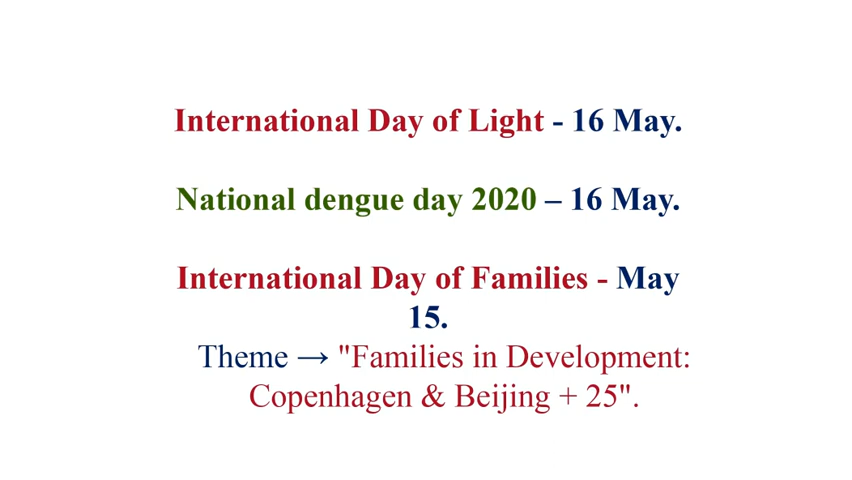 International Day of Light - 16 May.
National dengue day 2020 – 16 May.
International Day of Families - May
15.
Theme → "Families in Development:
Copenhagen & Beijing + 25".